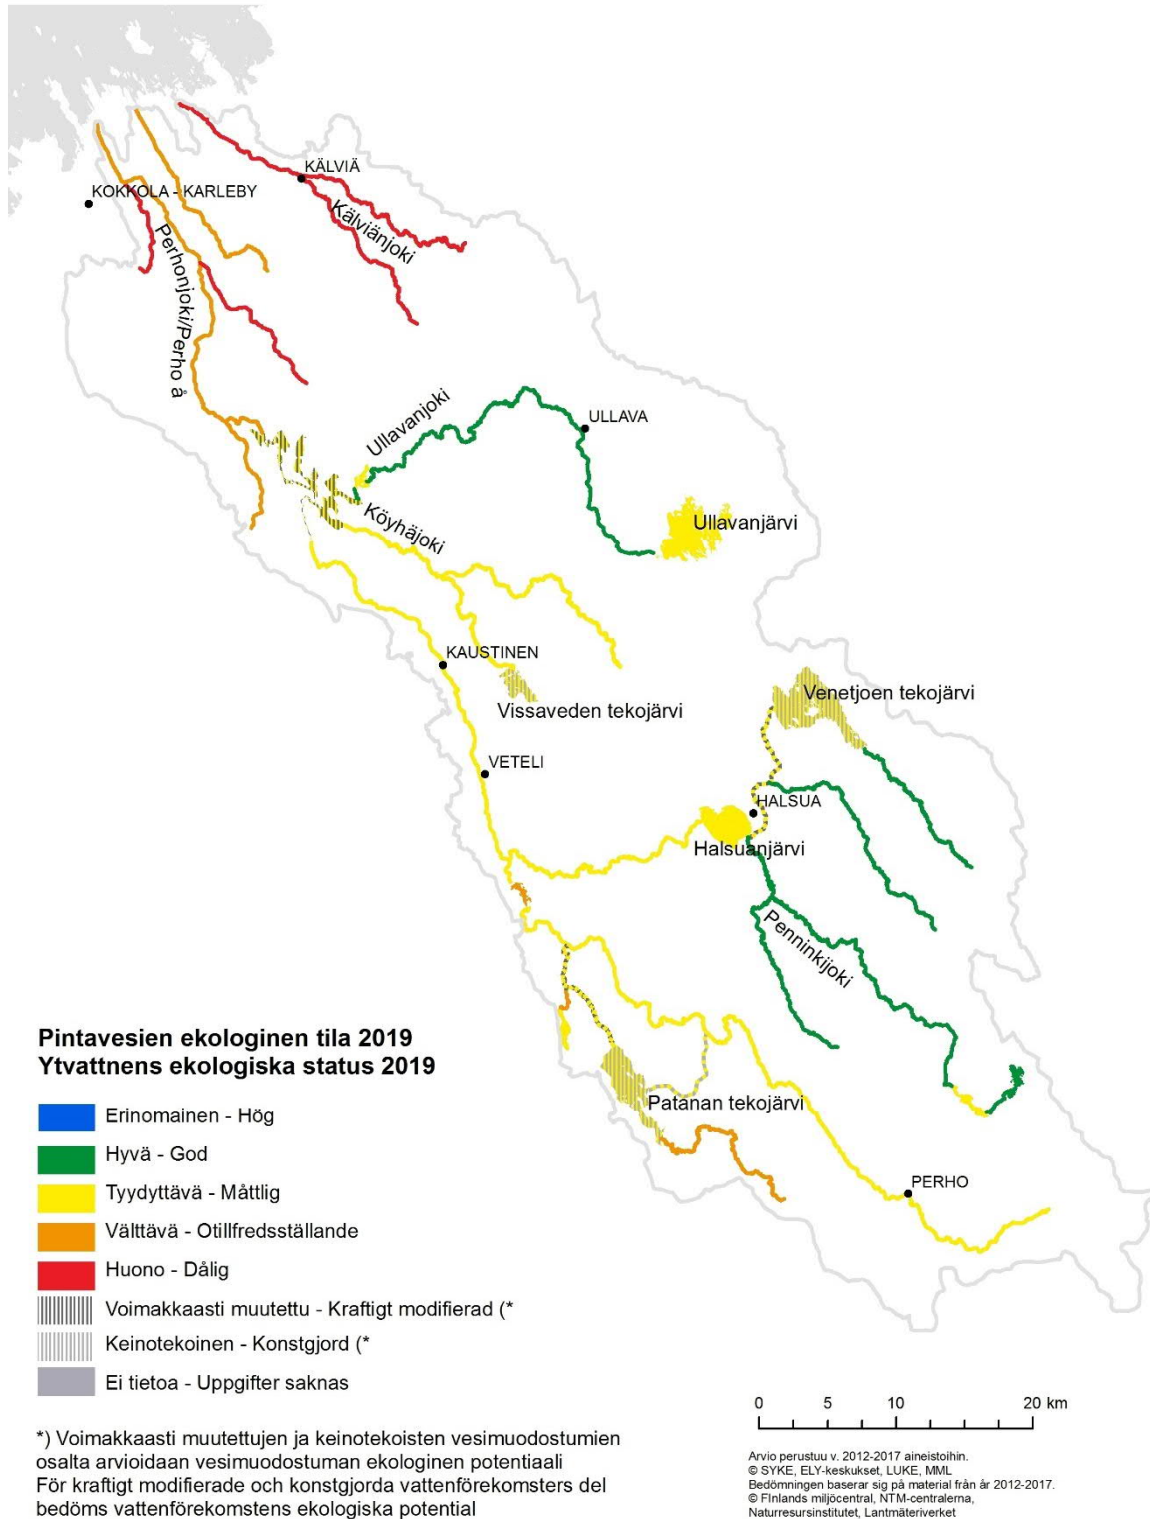 KÄLVIÄ
KOKKOLA - KARLEBY
Kälviänjoki
Perhonjoki/Perho å
Ullavanjoki
ULLAVA
Ullavanjärvi
Köyhäjoki
KAUSTINEN
Vissaveden tekojärvi
Venetjoen tekojärvi
VETELI
HALSUA
Halsuanjärvi
Penninkijoki
Patanan tekojärvi
PERHO
Pintavesien ekologinen tila 2019
Ytvattnens ekologiska status 2019
Erinomainen - Hög
Hyvä - God
Tyydyttävä - Måttlig
Välttävä - Otillfredsställande
Huono - Dålig
Voimakkaasti muutettu - Kraftigt modifierad (*
Keinotekoinen - Konstgjord (*
Ei tietoa - Uppgifter saknas
*) Voimakkaasti muutettujen ja keinotekoisten vesimuodostumien
osalta arvioidaan vesimuodostuman ekologinen potentiaali
För kraftigt modifierade och konstgjorda vattenförekomsters del
bedöms vattenförekomstens ekologiska potential
0 5 10 20 km
Arvio perustuu v. 2012-2017 aineistoihin.
© SYKE, ELY-keskukset, LUKE, MML
Bedömningen baserar sig på material från år 2012-2017.
© FInlands miljöcentral, NTM-centralerna,
Naturresursinstitutet, Lantmäteriverket